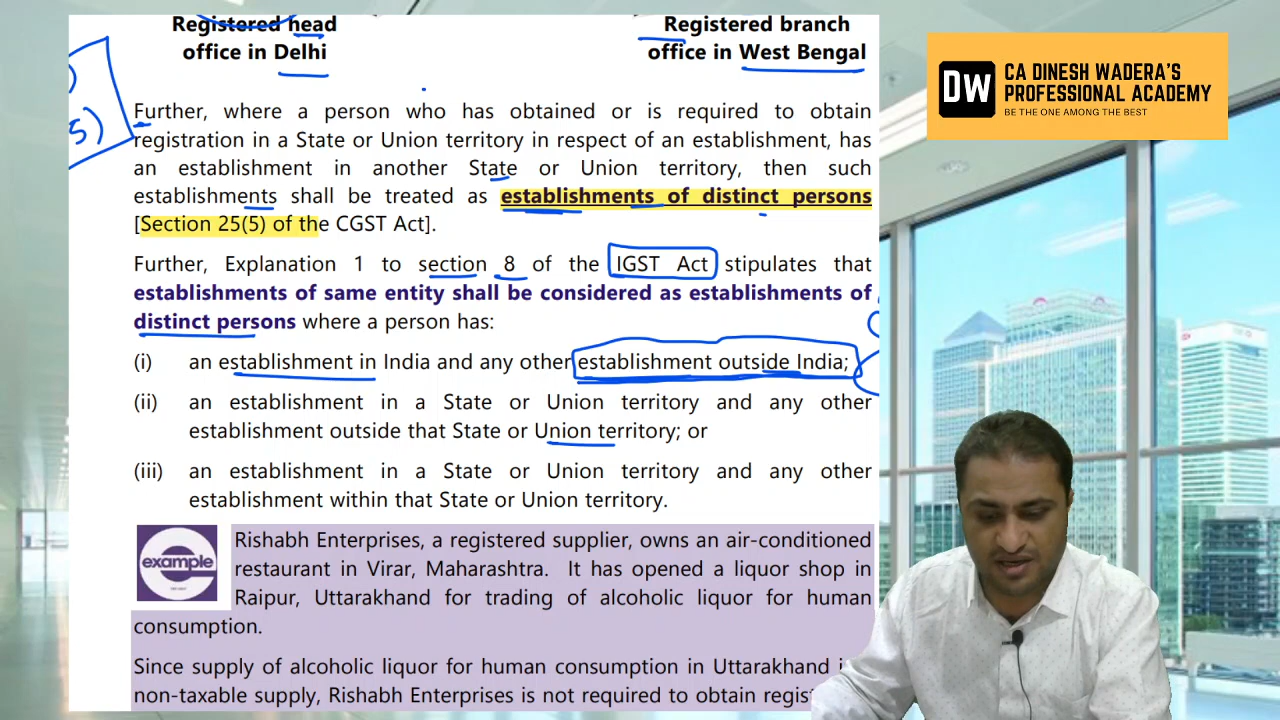 Registered head
office in Delhi
Registered branch
office in West Bengal
5)
Further, where a person who has obtained or is required to obtain
registration in a State or Union territory in respect of an establishment, has
an establishment in another State or Union territory, then such
establishments shall be treated as establishments of distinct persons
[Section 25(5) of the CGST Act].
Further, Explanation 1 to section 8 of the IGST Act stipulates that
establishments of same entity shall be considered as establishments of
distinct persons where a person has:
(i) an establishment in India and any other establishment outside India;
(ii) an establishment in a State or Union territory and any other
establishment outside that State or Union territory; or
(iii) an establishment in a State or Union territory and any other
establishment within that State or Union territory.
example
Rishabh Enterprises, a registered supplier, owns an air-conditioned
restaurant in Virar, Maharashtra. It has opened a liquor shop in
Raipur, Uttarakhand for trading of alcoholic liquor for human
consumption.
Since supply of alcoholic liquor for human consumption in Uttarakhand
non-taxable supply, Rishabh Enterprises is not required to obtain
DW
CA DINESH WADERA'S
PROFESSIONAL ACADEMY
BE THE ONE AMONG THE BEST